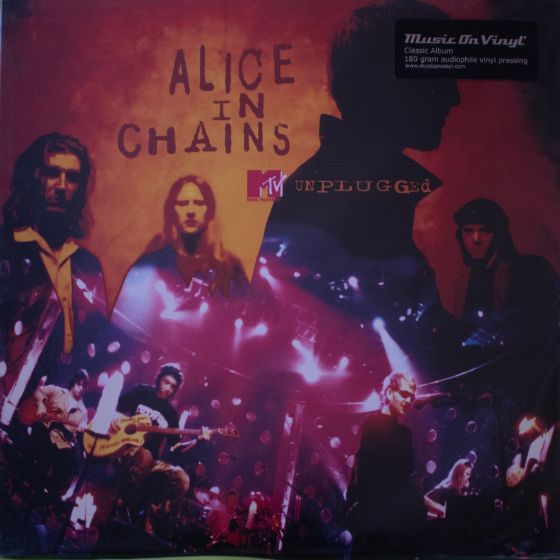 Music On Vinyl
Classic Album
180 gram audiophile vinyl pressing
www.musiconvinyl.com
ALICE
IN
CHAINS
MTV
MUSIC TELEVISION
UNPLUGGEd